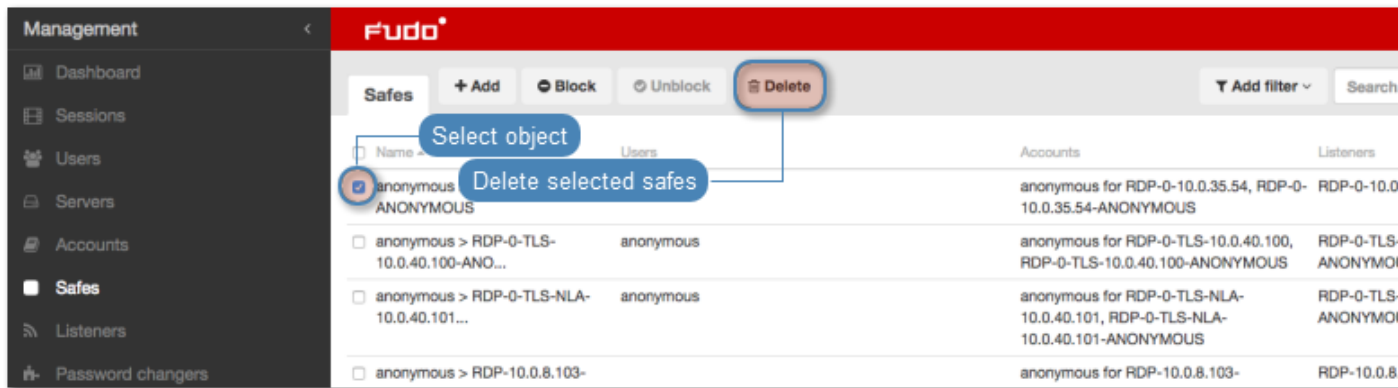 Management
Fudo
Dashboard
Safes
+ Add
Block
Unblock
Delete
Add filter
Search
Sessions
Select object
Users
Name
Users
Accounts
Listeners
Delete selected safes
anonymous
anonymous for RDP-0-10.0.35.54, RDP-0-
RDP-0-10.0
Servers
ANONYMOUS
10.0.35.54-ANONYMOUS
Accounts
anonymous > RDP-0-TLS-
anonymous
anonymous for RDP-0-TLS-10.0.40.100,
RDP-0-TLS-
10.0.40.100-ANO...
RDP-0-TLS-10.0.40.100-ANONYMOUS
ANONYMOU
Safes
anonymous > RDP-0-TLS-NLA-
anonymous
anonymous for RDP-0-TLS-NLA-
RDP-0-TLS-
10.0.40.101...
10.0.40.101, RDP-0-TLS-NLA-
ANONYMOU
Listeners
10.0.40.101-ANONYMOUS
Password changers
anonymous > RDP-10.0.8.103-
anonymous for RDP-10.0.8.103-
RDP-10.0.8